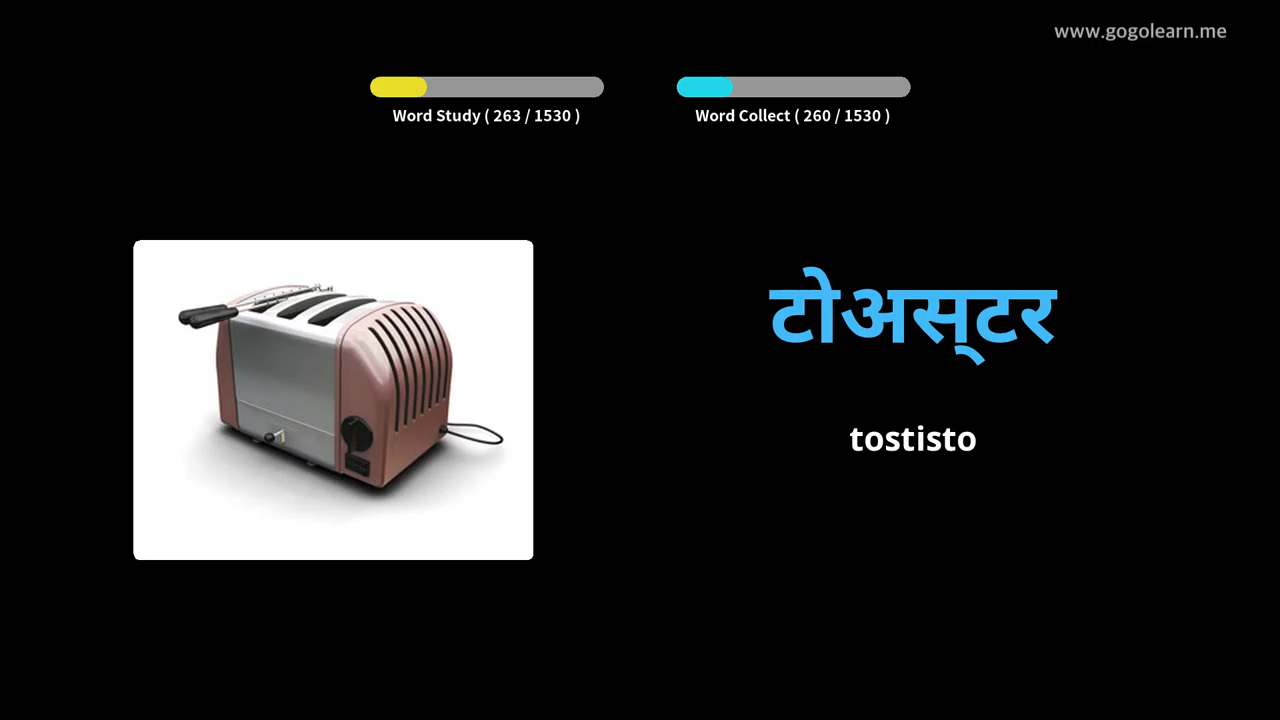 www.gogolearn.me
Word Study ( 263 / 1530 )
Word Collect ( 260 / 1530 )
टोअस्‌टर
tostisto